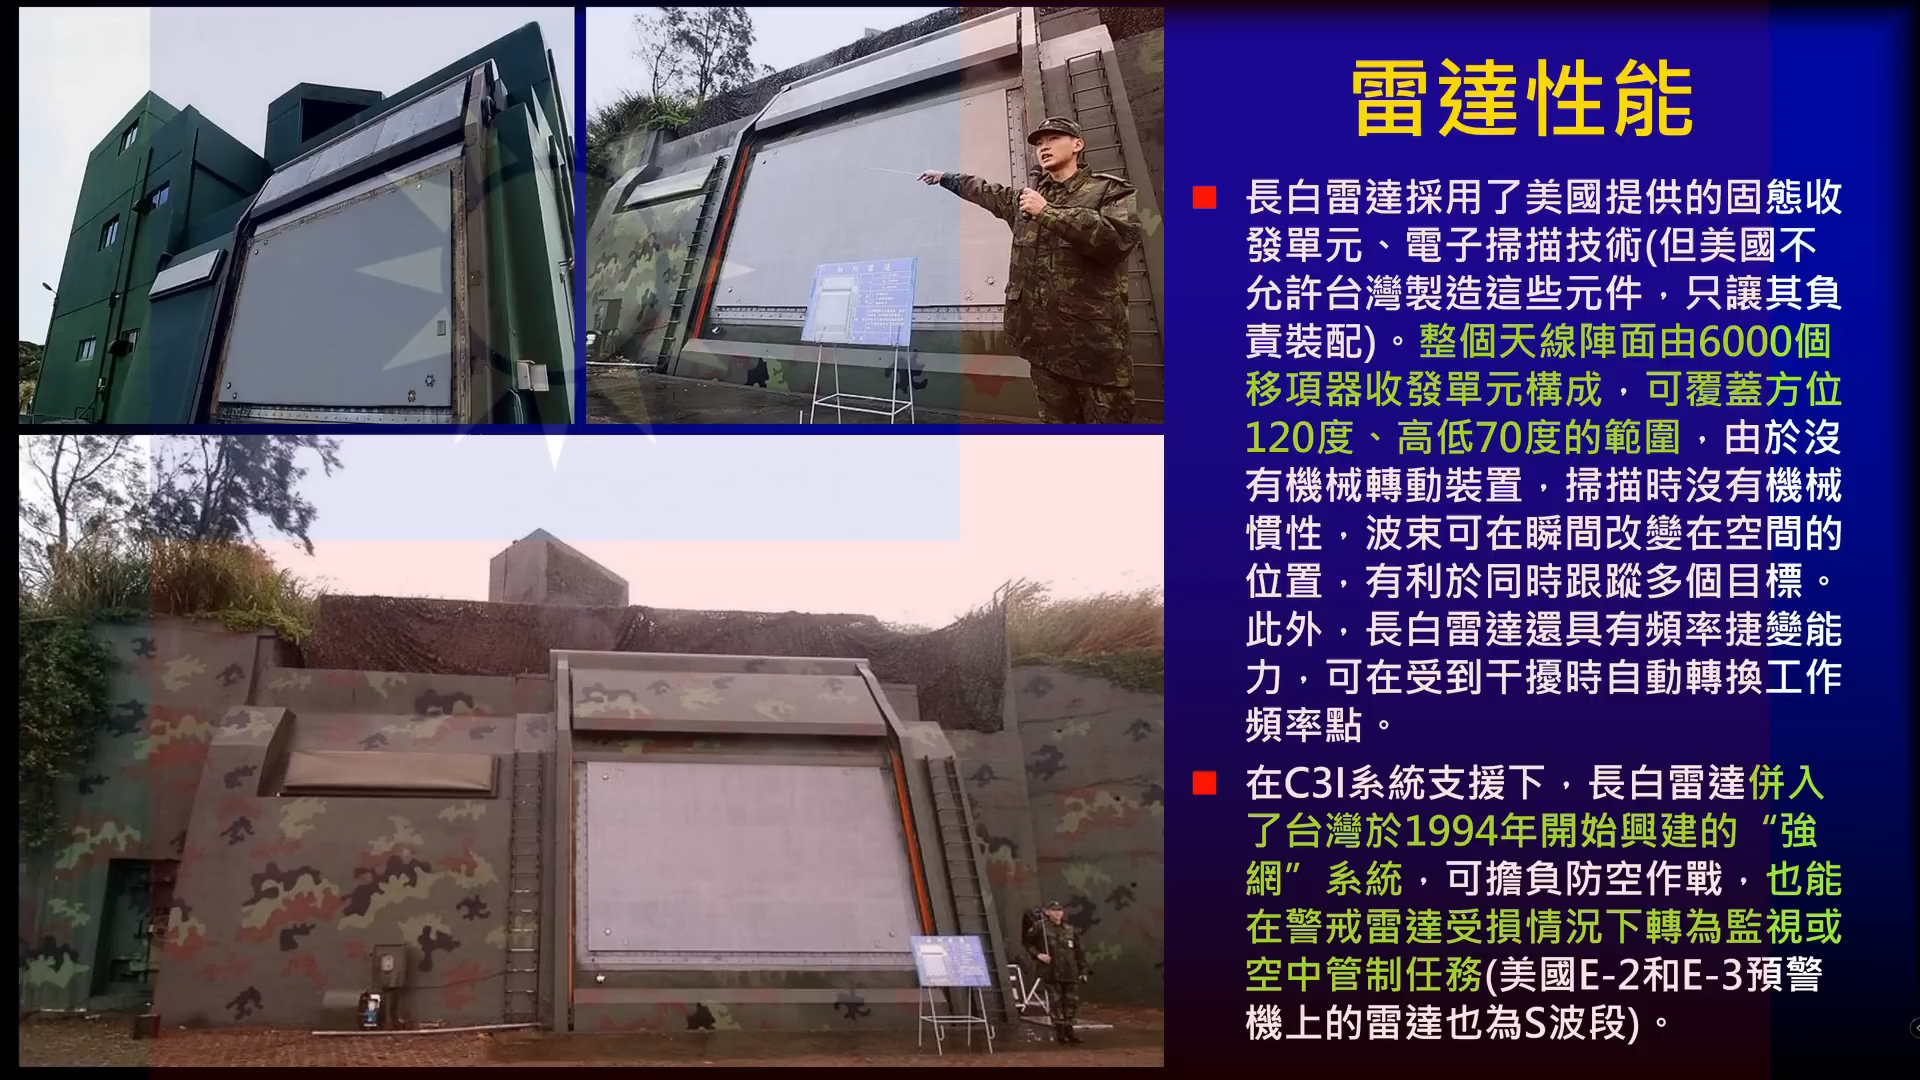 雷達性能
長白雷達採用了美國提供的固態收
發單元、電子掃描技術(但美國不
允許台灣製造這些元件，只讓其負
責裝配)。整個天線陣面由6000個
移項器收發單元構成，可覆蓋方位
120度、高低70度的範圍，由於沒
有機械轉動裝置，掃描時沒有機械
慣性，波束可在瞬間改變在空間的
位置，有利於同時跟蹤多個目標。
此外，長白雷達還具有頻率捷變能
力，可在受到干擾時自動轉換工作
頻率點。
在C3I系統支援下，長白雷達併入
了台灣於1994年開始興建的“強
網”系統，可擔負防空作戰，也能
在警戒雷達受損情況下轉為監視或
空中管制任務(美國E-2和E-3預警
機上的雷達也為S波段)。